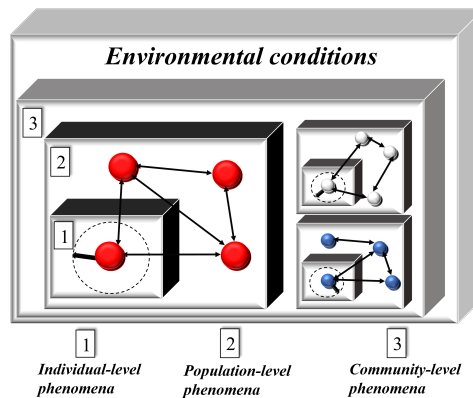 Environmental conditions
3
2
1
1
2
3
Individual-level
phenomena
Population-level
phenomena
Community-level
phenomena